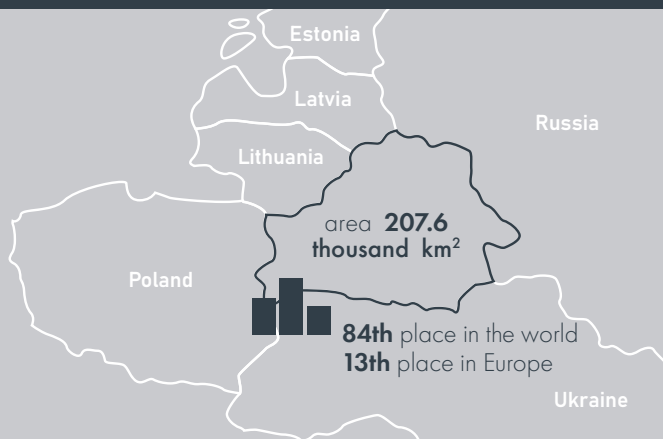 Estonia
Latvia
Russia
Lithuania
area 207.6
thousand km²
Poland
84th place in the world
13th place in Europe
Ukraine